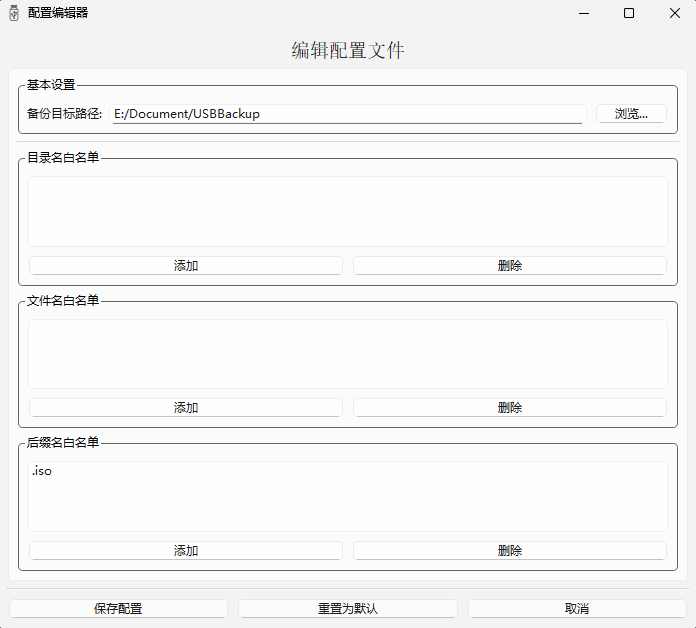 配置编辑器
编辑配置文件
基本设置
备份目标路径: E:/Document/USBBackup 浏览...
目录名白名单
添加 删除
文件名白名单
添加 删除
后缀名白名单
.iso
添加 删除
保存配置 重置为默认 取消